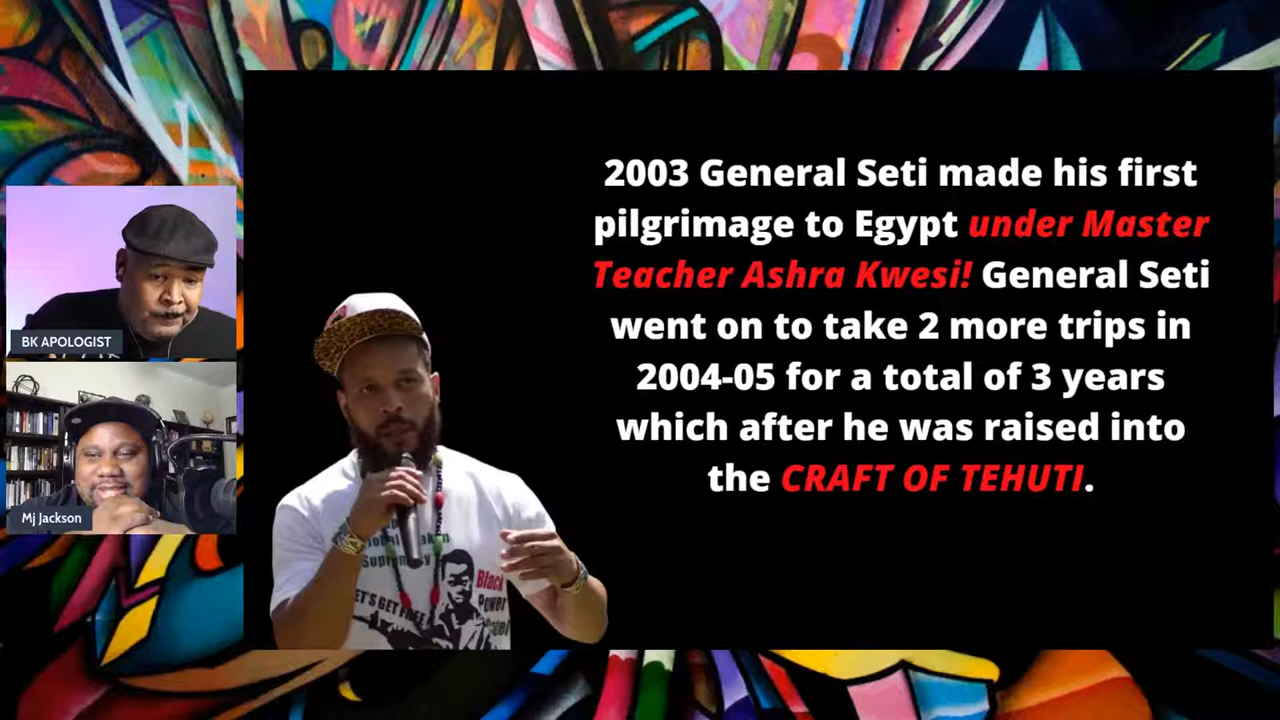 2003 General Seti made his first
pilgrimage to Egypt under Master
Teacher Ashra Kwesi! General Seti
went on to take 2 more trips in
2004-05 for a total of 3 years
which after he was raised into
the CRAFT OF TEHUTI.
BK APOLOGIST
Mj Jackson
Black
Power
LET'S GET FREE